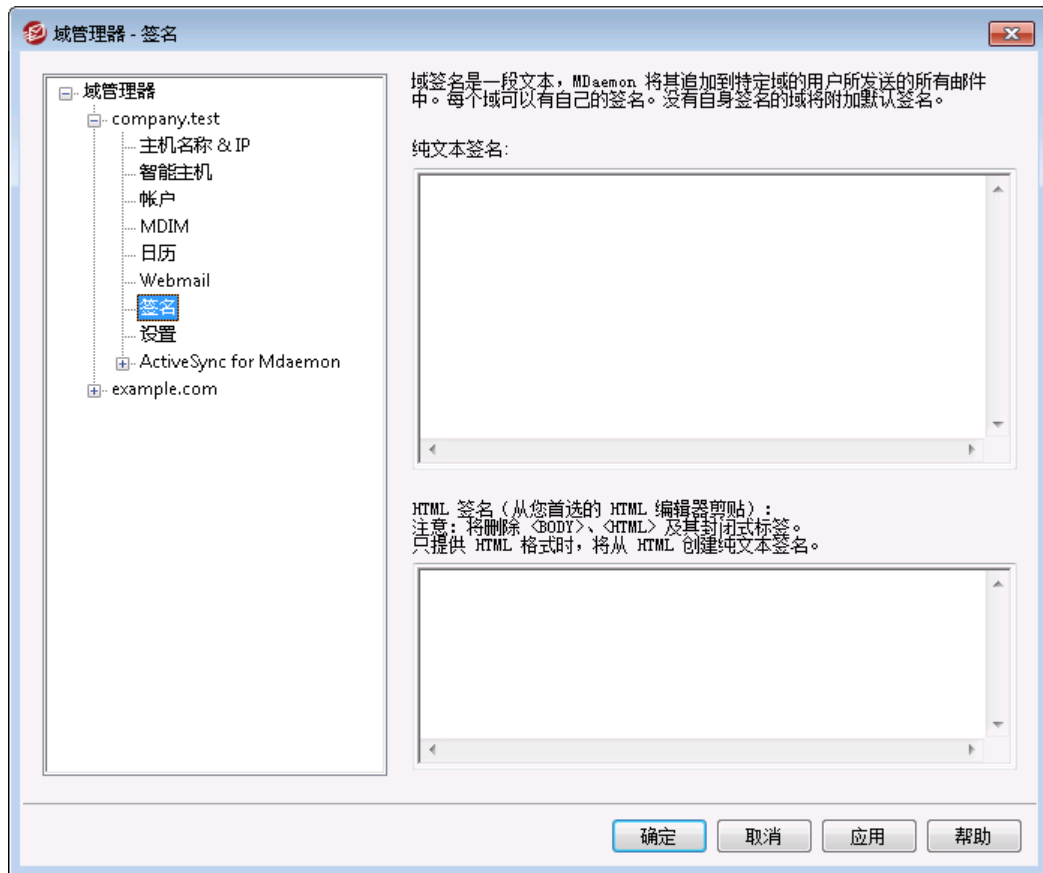 域管理器 - 签名
域管理器
company.test
主机名称 & IP
智能主机
帐户
MDIM
日历
Webmail
签名
设置
ActiveSync for Mdaemon
example.com
域签名是一段文本，MDaemon 将其追加到特定域的用户所发送的所有邮件
中。每个域可以有自己的签名。没有自身签名的域将附加默认签名。
纯文本签名：
HTML 签名（从您首选的 HTML 编辑器剪贴）：
注意：将删除 <BODY>、<HTML> 及其封闭式标签。
只提供 HTML 格式时，将从 HTML 创建纯文本签名。
确定
取消
应用
帮助